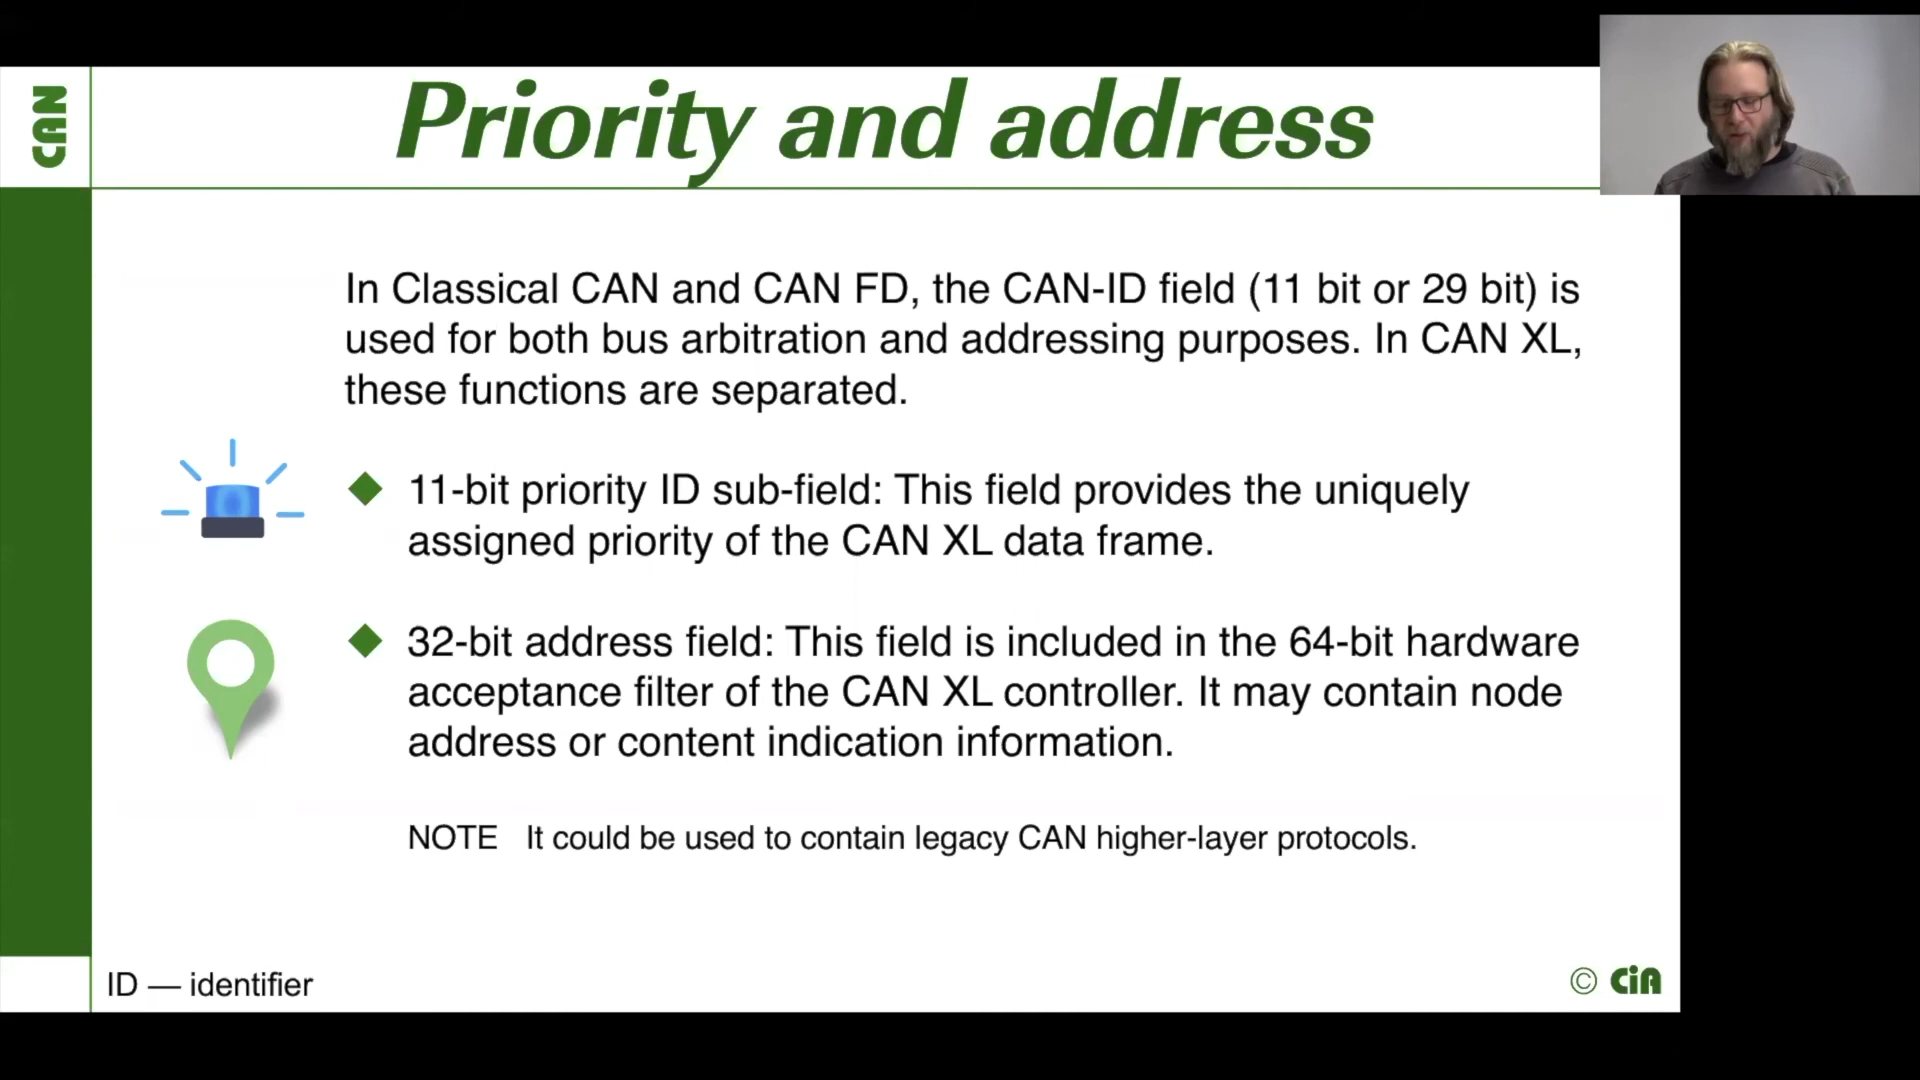 CAN
Priority and address
In Classical CAN and CAN FD, the CAN-ID field (11 bit or 29 bit) is
used for both bus arbitration and addressing purposes. In CAN XL,
these functions are separated.
11-bit priority ID sub-field: This field provides the uniquely
assigned priority of the CAN XL data frame.
32-bit address field: This field is included in the 64-bit hardware
acceptance filter of the CAN XL controller. It may contain node
address or content indication information.
NOTE It could be used to contain legacy CAN higher-layer protocols.
ID — identifier
© CiA